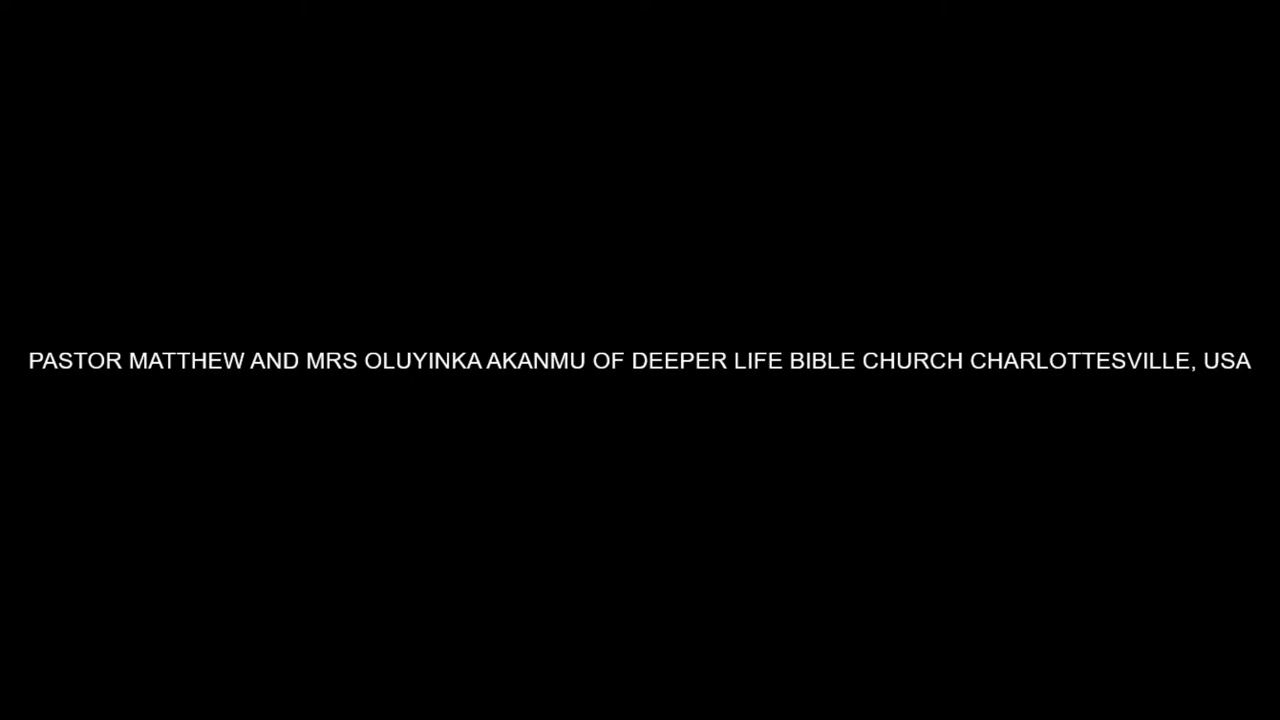 PASTOR MATTHEW AND MRS OLUYINKA AKANMU OF DEEPER LIFE BIBLE CHURCH CHARLOTTESVILLE, USA